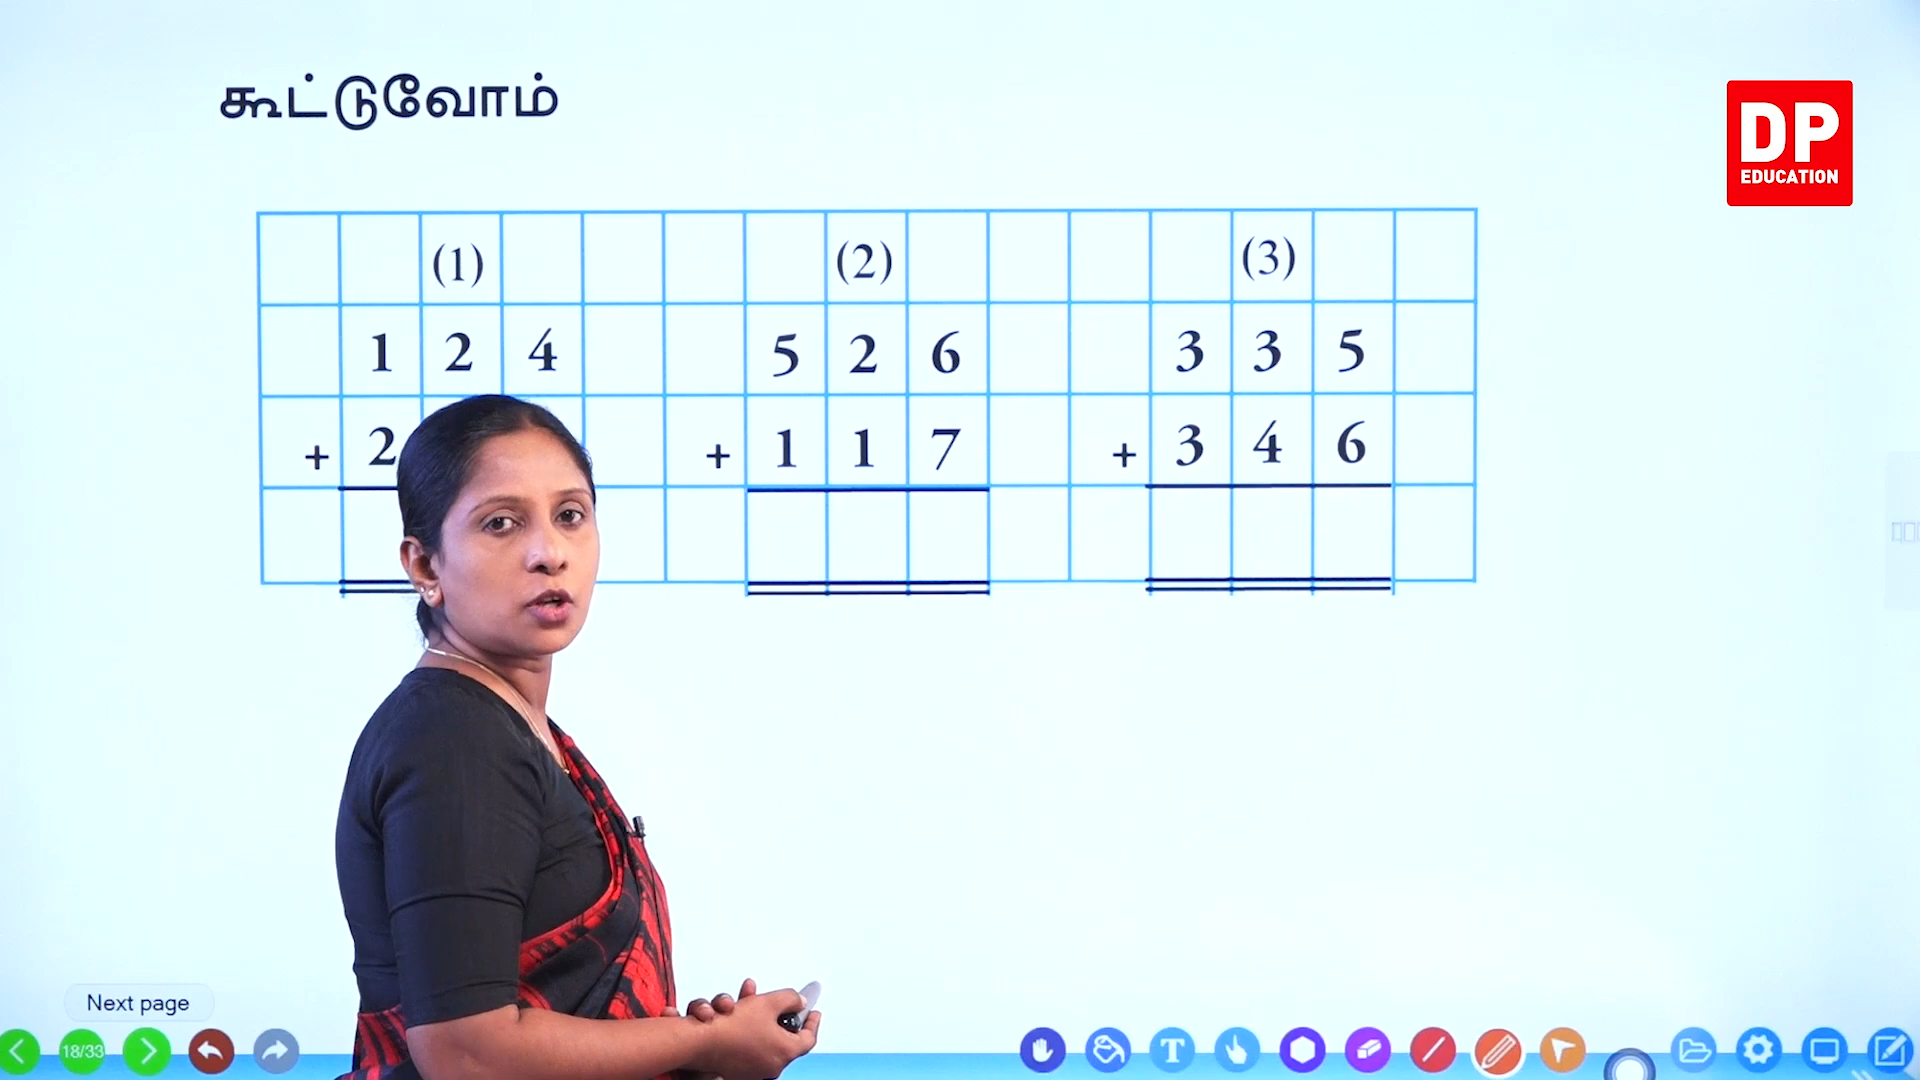 கூட்டுவோம்
DP
EDUCATION
(1) (2) (3)
1 2 4 5 2 6 3 3 5
+ 2 + 1 1 7 + 3 4 6
Next page
18/33
T